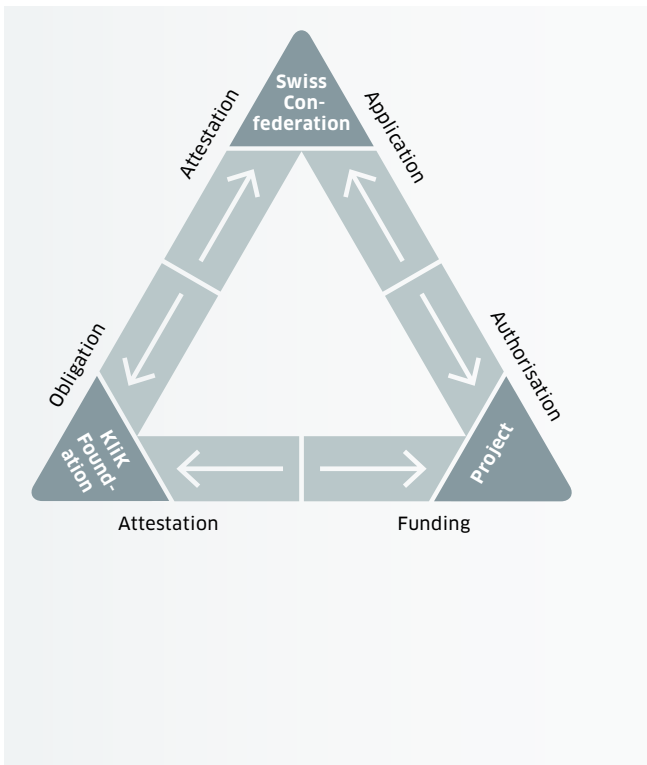 Swiss
Con-
federation
Attestation
Application
Obligation
Authorisation
KliK
Found-
ation
Project
Attestation
Funding